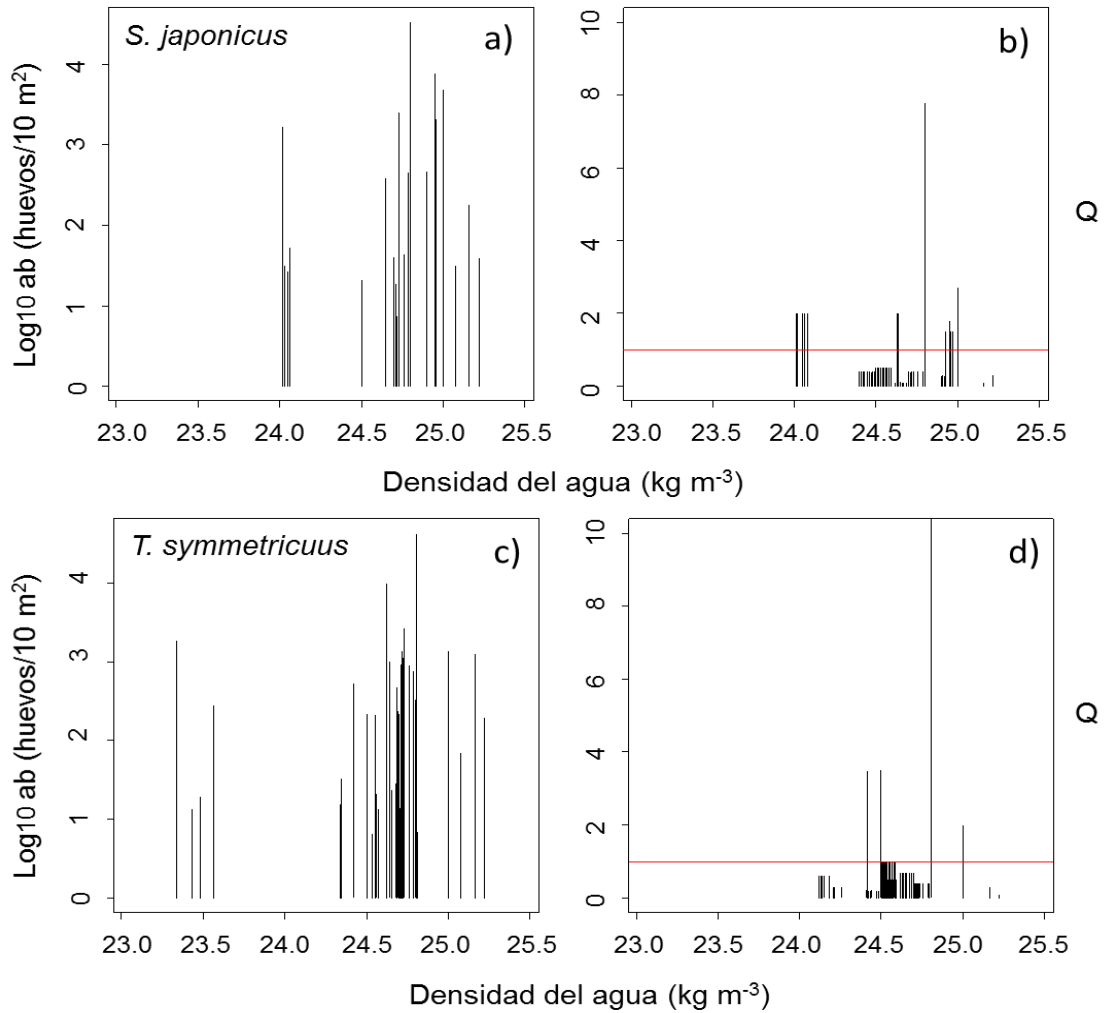 S. japonicus
a)
b)
Log10 ab (huevos/10 m²)
0 1 2 3 4
0 2 4 6 8 10
Q
23.0 23.5 24.0 24.5 25.0 25.5
23.0 23.5 24.0 24.5 25.0 25.5
Densidad del agua (kg m⁻³)
T. symmetricuus
c)
d)
Log10 ab (huevos/10 m²)
0 1 2 3 4
0 2 4 6 8 10
Q
23.0 23.5 24.0 24.5 25.0 25.5
23.0 23.5 24.0 24.5 25.0 25.5
Densidad del agua (kg m⁻³)